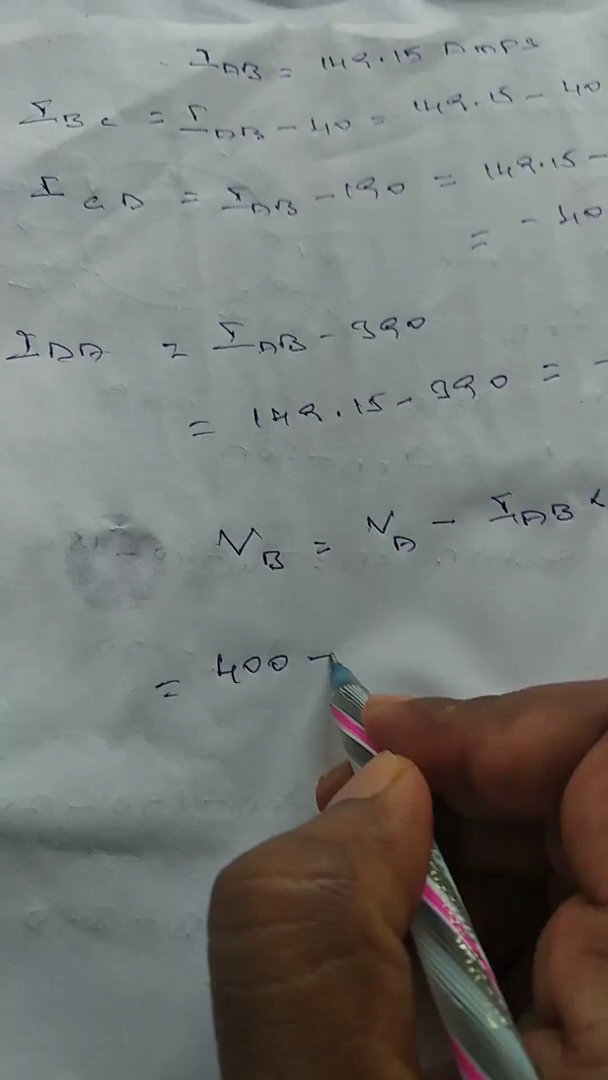 I_AB = 149.15 Amps
I_BC = I_AB - 40 = 149.15 - 40
I_CD = I_AB - 190 = 149.15 -
= - 40
I_DA = I_AB - 390
= 149.15 - 390 = -
V_B = V_A - I_AB
= 400 -